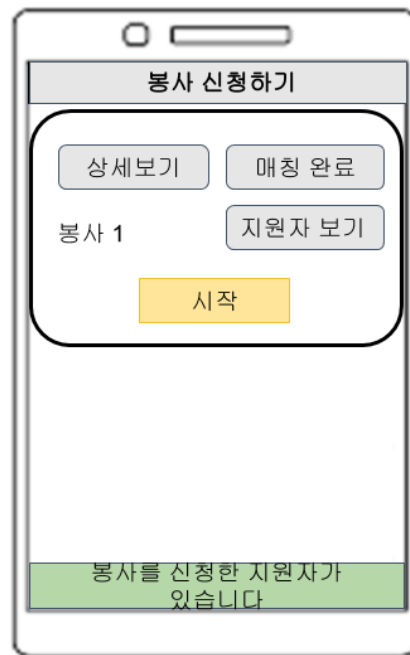 봉사 신청하기
상세보기
매칭 완료
봉사 1
지원자 보기
시작
봉사를 신청한 지원자가
있습니다